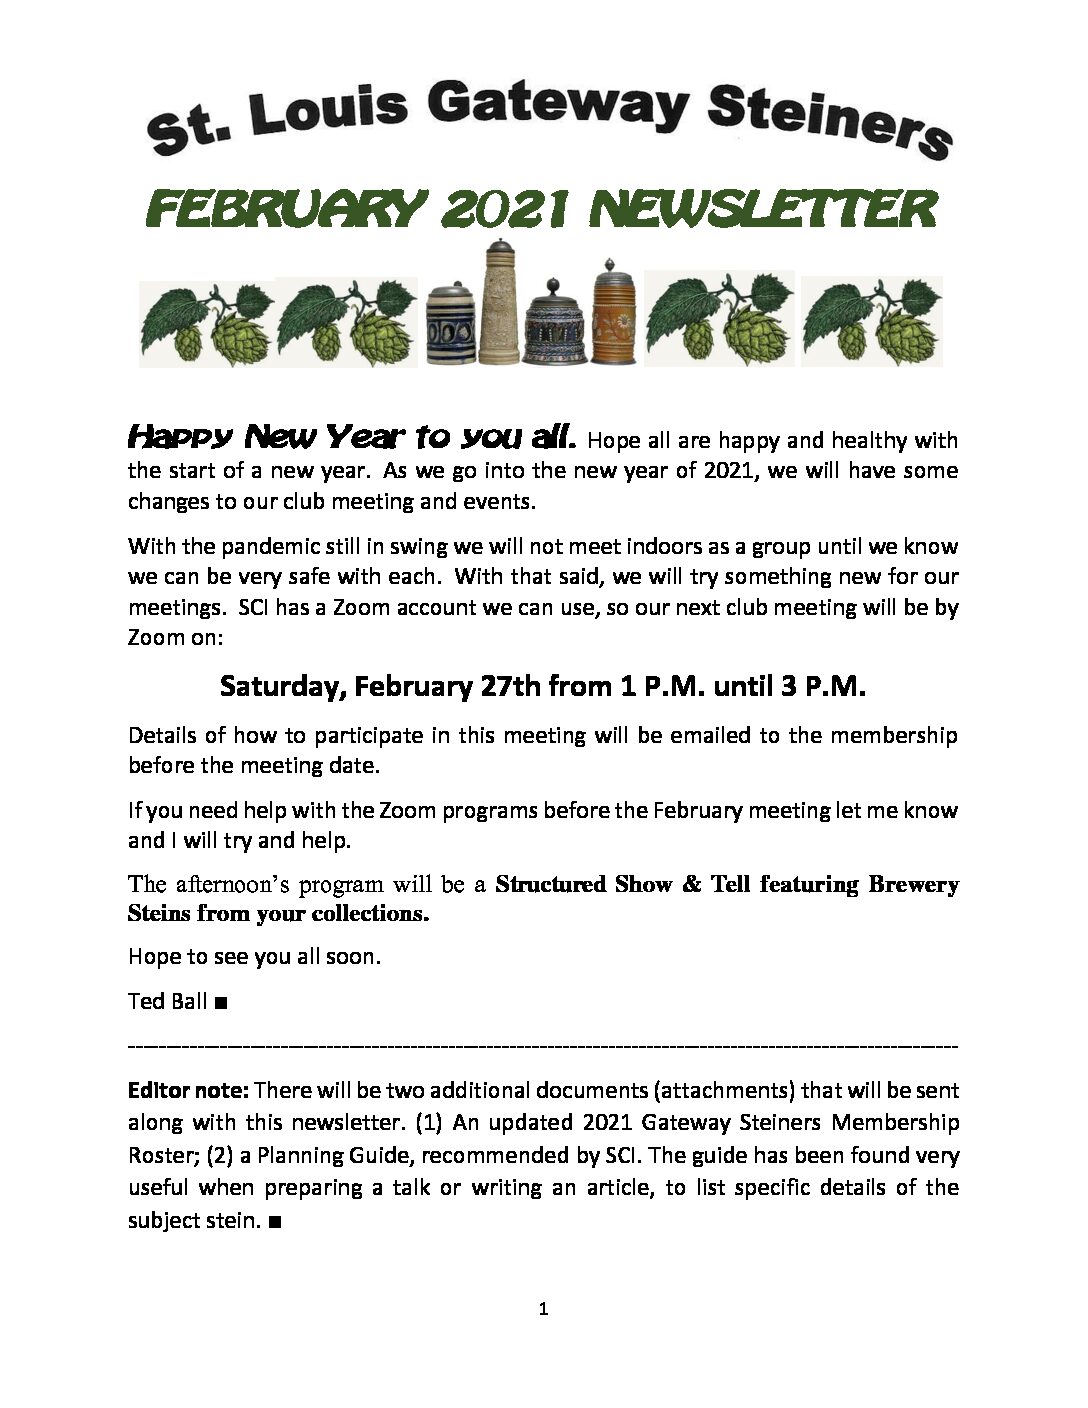 St. Louis Gateway Steiners
FEBRUARY 2021 NEWSLETTER
Happy New Year to you all. Hope all are happy and healthy with
the start of a new year. As we go into the new year of 2021, we will have some
changes to our club meeting and events.
With the pandemic still in swing we will not meet indoors as a group until we know
we can be very safe with each. With that said, we will try something new for our
meetings. SCI has a Zoom account we can use, so our next club meeting will be by
Zoom on:
Saturday, February 27th from 1 P.M. until 3 P.M.
Details of how to participate in this meeting will be emailed to the membership
before the meeting date.
If you need help with the Zoom programs before the February meeting let me know
and I will try and help.
The afternoon’s program will be a Structured Show & Tell featuring Brewery
Steins from your collections.
Hope to see you all soon.
Ted Ball ■
--------------------------------------------------------------------------------------------------------------
Editor note: There will be two additional documents (attachments) that will be sent
along with this newsletter. (1) An updated 2021 Gateway Steiners Membership
Roster; (2) a Planning Guide, recommended by SCI. The guide has been found very
useful when preparing a talk or writing an article, to list specific details of the
subject stein. ■
1